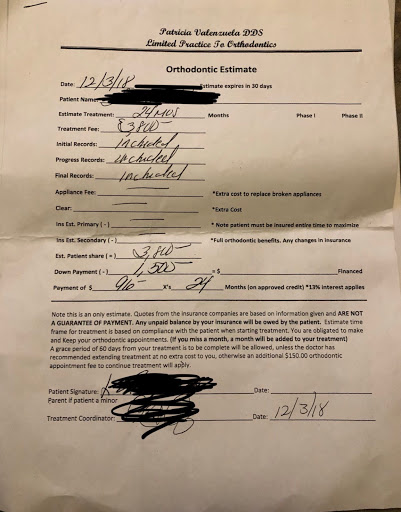 Patricia Valenzuela DDS
Limited Practice To Orthodontics
Orthodontic Estimate
Date: 12/3/18 Estimate expires in 30 days
Patient Name:
Estimate Treatment: 24 mos Months Phase I Phase II
Treatment Fee: 3,800-
Initial Records: included
Progress Records: included
Final Records: included
Appliance Fee: *Extra cost to replace broken appliances
Clear: *Extra Cost
Ins Est. Primary ( - ) * Note patient must be insured entire time to maximize
Ins Est. Secondary ( - ) *Full orthodontic benefits. Any changes in insurance
Est. Patient share ( = ) 3,800-
Down Payment ( - ) 1,500- = $ Financed
Payment of $ 96- X's 24 Months (on approved credit) *13% interest applies
Note this is an only estimate. Quotes from the insurance companies are based on information given and ARE NOT
A GUARANTEE OF PAYMENT. Any unpaid balance by your insurance will be owed by the patient. Estimate time
frame for treatment is based on compliance with the patient when starting treatment. You are obligated to make
and Keep your orthodontic appointments. (If you miss a month, a month will be added to your treatment)
A grace period of 60 days from your treatment is to be complete will be allowed, unless the doctor has
recommended extending treatment at no extra cost to you, otherwise an additional $150.00 orthodontic
appointment fee to continue treatment will apply.
Patient Signature: Date:
Parent if patient a minor
Treatment Coordinator: Date: 12/3/18